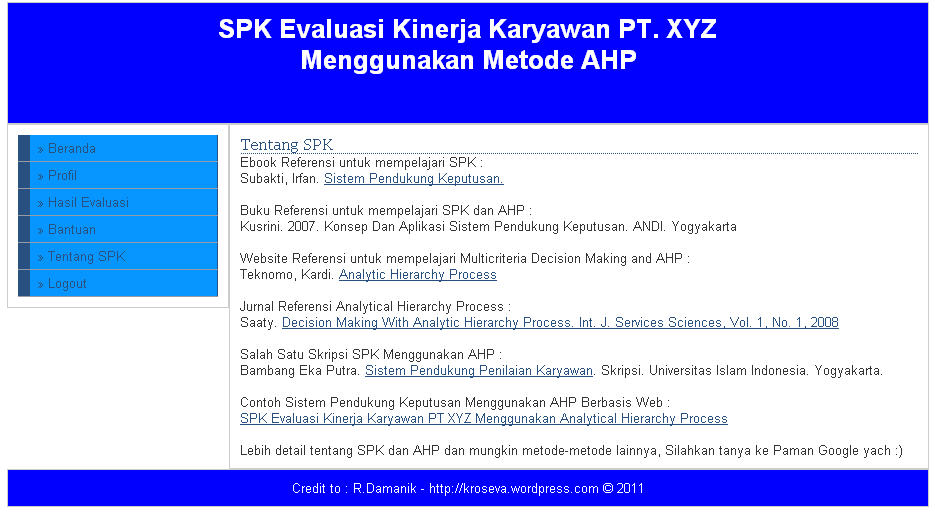 SPK Evaluasi Kinerja Karyawan PT. XYZ
Menggunakan Metode AHP
» Beranda
» Profil
» Hasil Evaluasi
» Bantuan
» Tentang SPK
» Logout
Tentang SPK
Ebook Referensi untuk mempelajari SPK :
Subakti, Irfan. Sistem Pendukung Keputusan.
Buku Referensi untuk mempelajari SPK dan AHP :
Kusrini. 2007. Konsep Dan Aplikasi Sistem Pendukung Keputusan. ANDI. Yogyakarta
Website Referensi untuk mempelajari Multicriteria Decision Making and AHP :
Teknomo, Kardi. Analytic Hierarchy Process
Jurnal Referensi Analytical Hierarchy Process :
Saaty. Decision Making With Analytic Hierarchy Process. Int. J. Services Sciences, Vol. 1, No. 1, 2008
Salah Satu Skripsi SPK Menggunakan AHP :
Bambang Eka Putra. Sistem Pendukung Penilaian Karyawan. Skripsi. Universitas Islam Indonesia. Yogyakarta.
Contoh Sistem Pendukung Keputusan Menggunakan AHP Berbasis Web :
SPK Evaluasi Kinerja Karyawan PT XYZ Menggunakan Analytical Hierarchy Process
Lebih detail tentang SPK dan AHP dan mungkin metode-metode lainnya, Silahkan tanya ke Paman Google yach :)
Credit to : R.Damanik - http://kroseva.wordpress.com © 2011